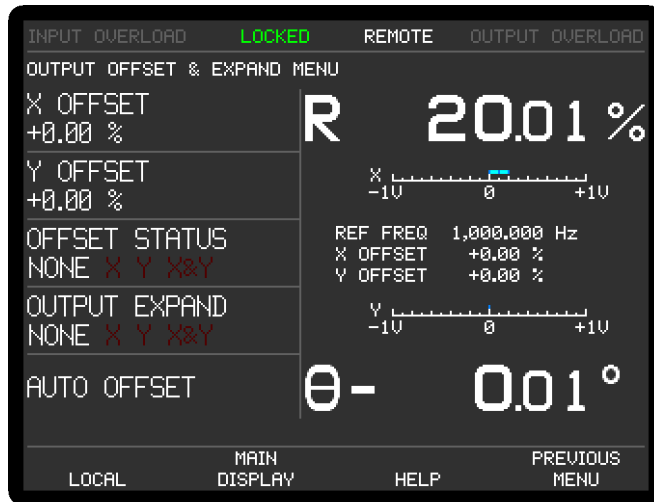 INPUT OVERLOAD LOCKED REMOTE OUTPUT OVERLOAD
OUTPUT OFFSET & EXPAND MENU
X OFFSET
+0.00 %
Y OFFSET
+0.00 %
OFFSET STATUS
NONE X Y X&Y
OUTPUT EXPAND
NONE X Y X&Y
AUTO OFFSET
R 20.01 %
X
-1V 0 +1V
REF FREQ 1,000.000 Hz
X OFFSET +0.00 %
Y OFFSET +0.00 %
Y
-1V 0 +1V
θ- 0.01°
LOCAL
MAIN
DISPLAY
HELP
PREVIOUS
MENU